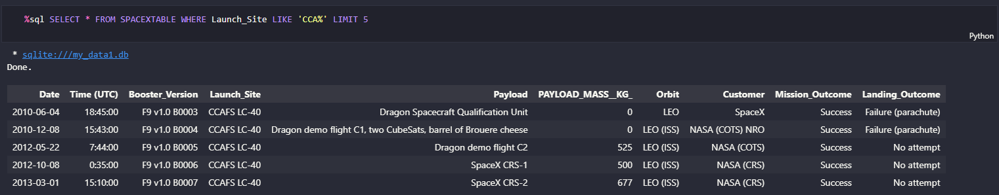 %sql SELECT * FROM SPACEXTABLE WHERE Launch_Site LIKE 'CCA%' LIMIT 5
Python
* sqlite:///my_data1.db
Done.
Date Time (UTC) Booster_Version Launch_Site Payload PAYLOAD_MASS__KG_ Orbit Customer Mission_Outcome Landing_Outcome
2010-06-04 18:45:00 F9 v1.0 B0003 CCAFS LC-40 Dragon Spacecraft Qualification Unit 0 LEO SpaceX Success Failure (parachute)
2010-12-08 15:43:00 F9 v1.0 B0004 CCAFS LC-40 Dragon demo flight C1, two CubeSats, barrel of Brouere cheese 0 LEO (ISS) NASA (COTS) NRO Success Failure (parachute)
2012-05-22 7:44:00 F9 v1.0 B0005 CCAFS LC-40 Dragon demo flight C2 525 LEO (ISS) NASA (COTS) Success No attempt
2012-10-08 0:35:00 F9 v1.0 B0006 CCAFS LC-40 SpaceX CRS-1 500 LEO (ISS) NASA (CRS) Success No attempt
2013-03-01 15:10:00 F9 v1.0 B0007 CCAFS LC-40 SpaceX CRS-2 677 LEO (ISS) NASA (CRS) Success No attempt